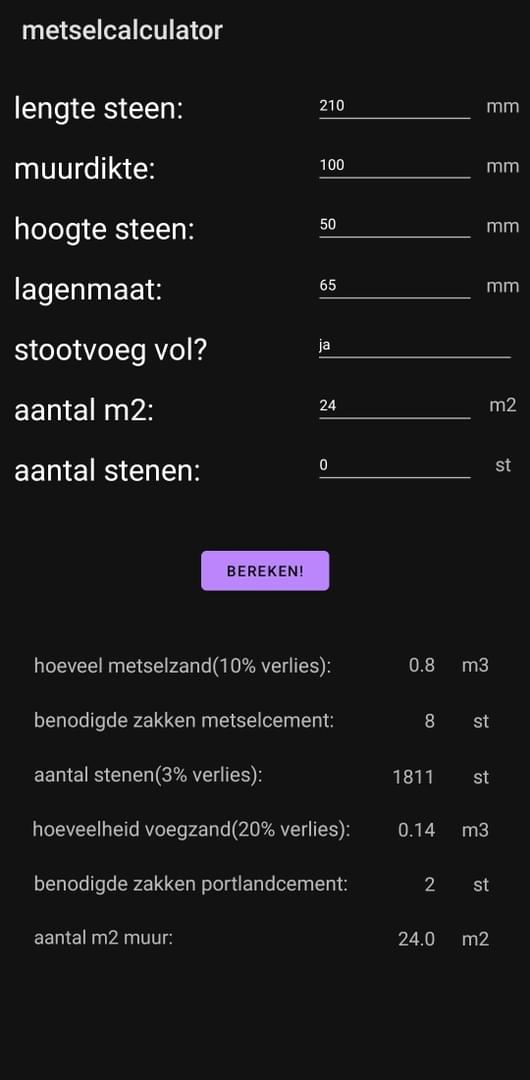 metselcalculator
lengte steen: 210 mm
muurdikte: 100 mm
hoogte steen: 50 mm
lagenmaat: 65 mm
stootvoeg vol? ja
aantal m2: 24 m2
aantal stenen: 0 st
BEREKEN!
hoeveel metselzand(10% verlies): 0.8 m3
benodigde zakken metselcement: 8 st
aantal stenen(3% verlies): 1811 st
hoeveelheid voegzand(20% verlies): 0.14 m3
benodigde zakken portlandcement: 2 st
aantal m2 muur: 24.0 m2